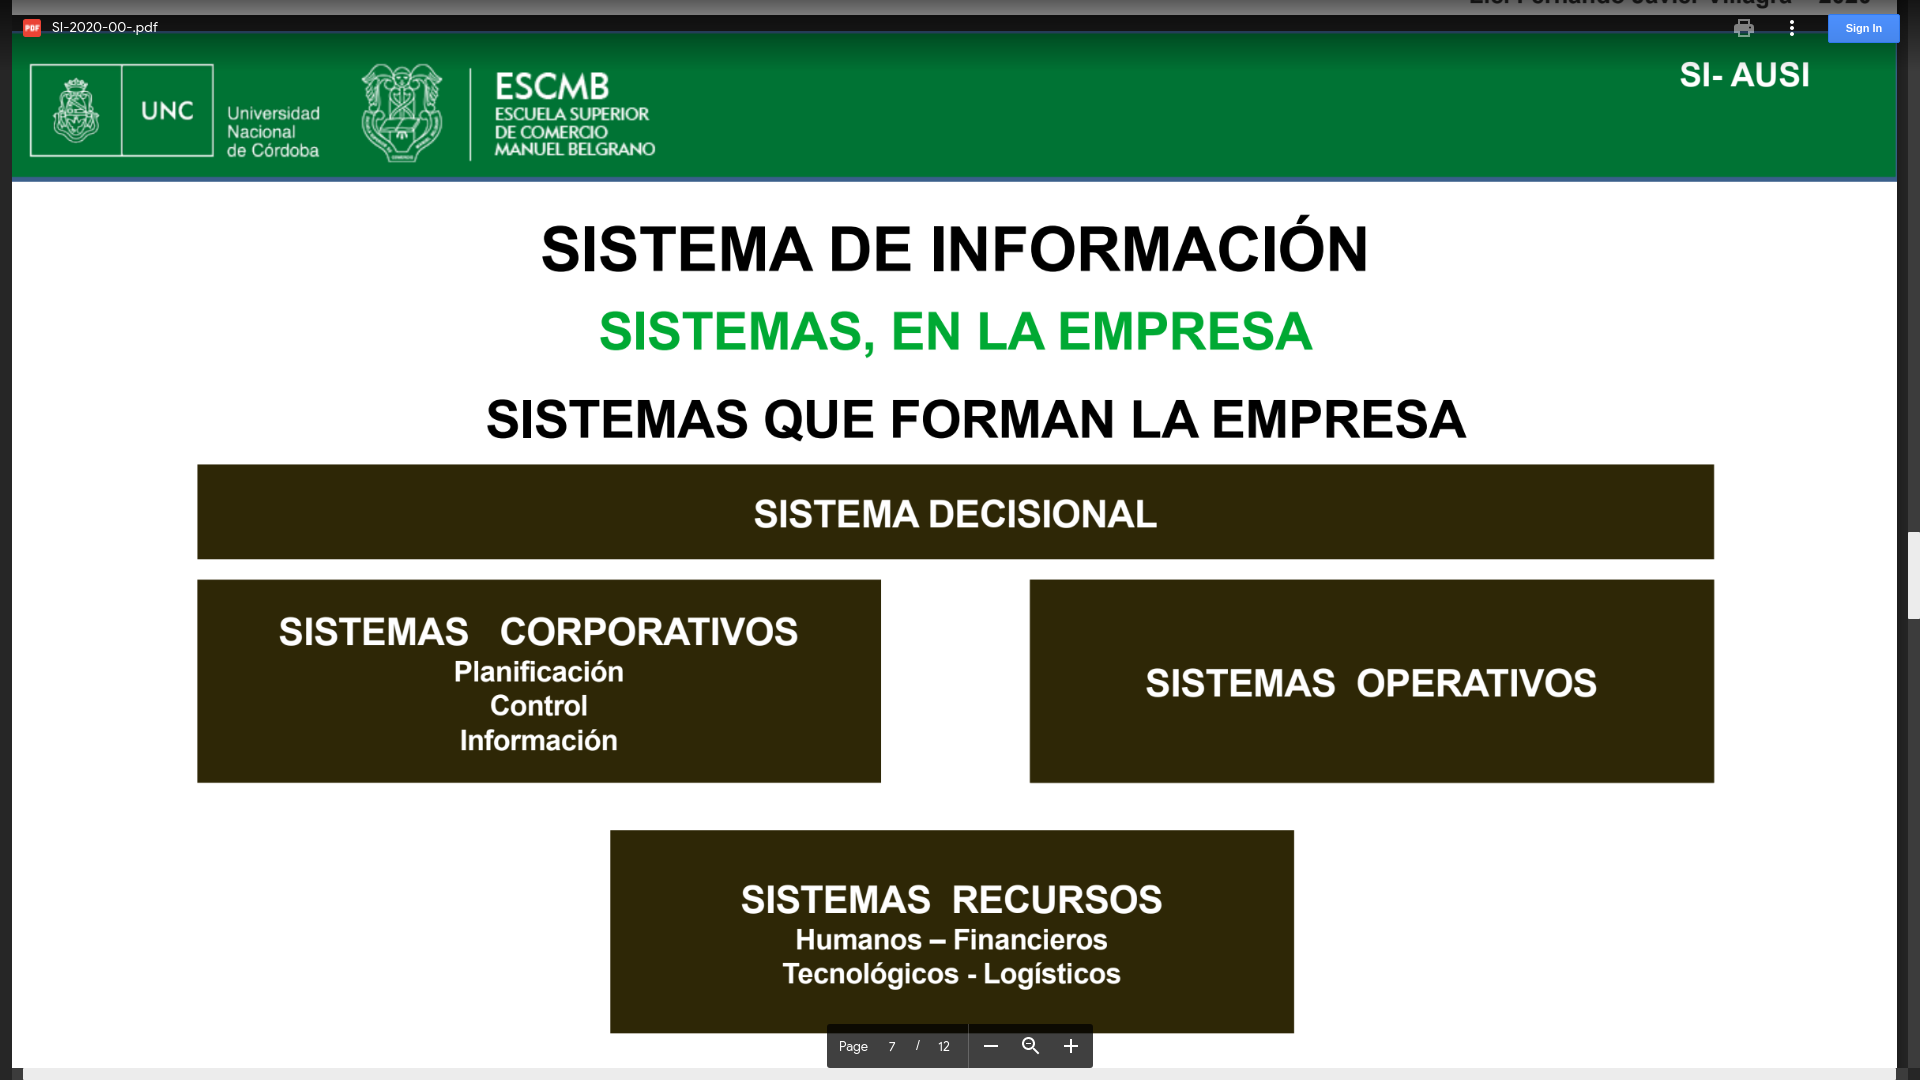 SI-2020-00-.pdf
Sign In
SI- AUSI
UNC
Universidad
Nacional
de Córdoba
ESCMB
ESCUELA SUPERIOR
DE COMERCIO
MANUEL BELGRANO
SISTEMA DE INFORMACIÓN
SISTEMAS, EN LA EMPRESA
SISTEMAS QUE FORMAN LA EMPRESA
SISTEMA DECISIONAL
SISTEMAS CORPORATIVOS
Planificación
Control
Información
SISTEMAS OPERATIVOS
SISTEMAS RECURSOS
Humanos – Financieros
Tecnológicos - Logísticos
Page 7 / 12